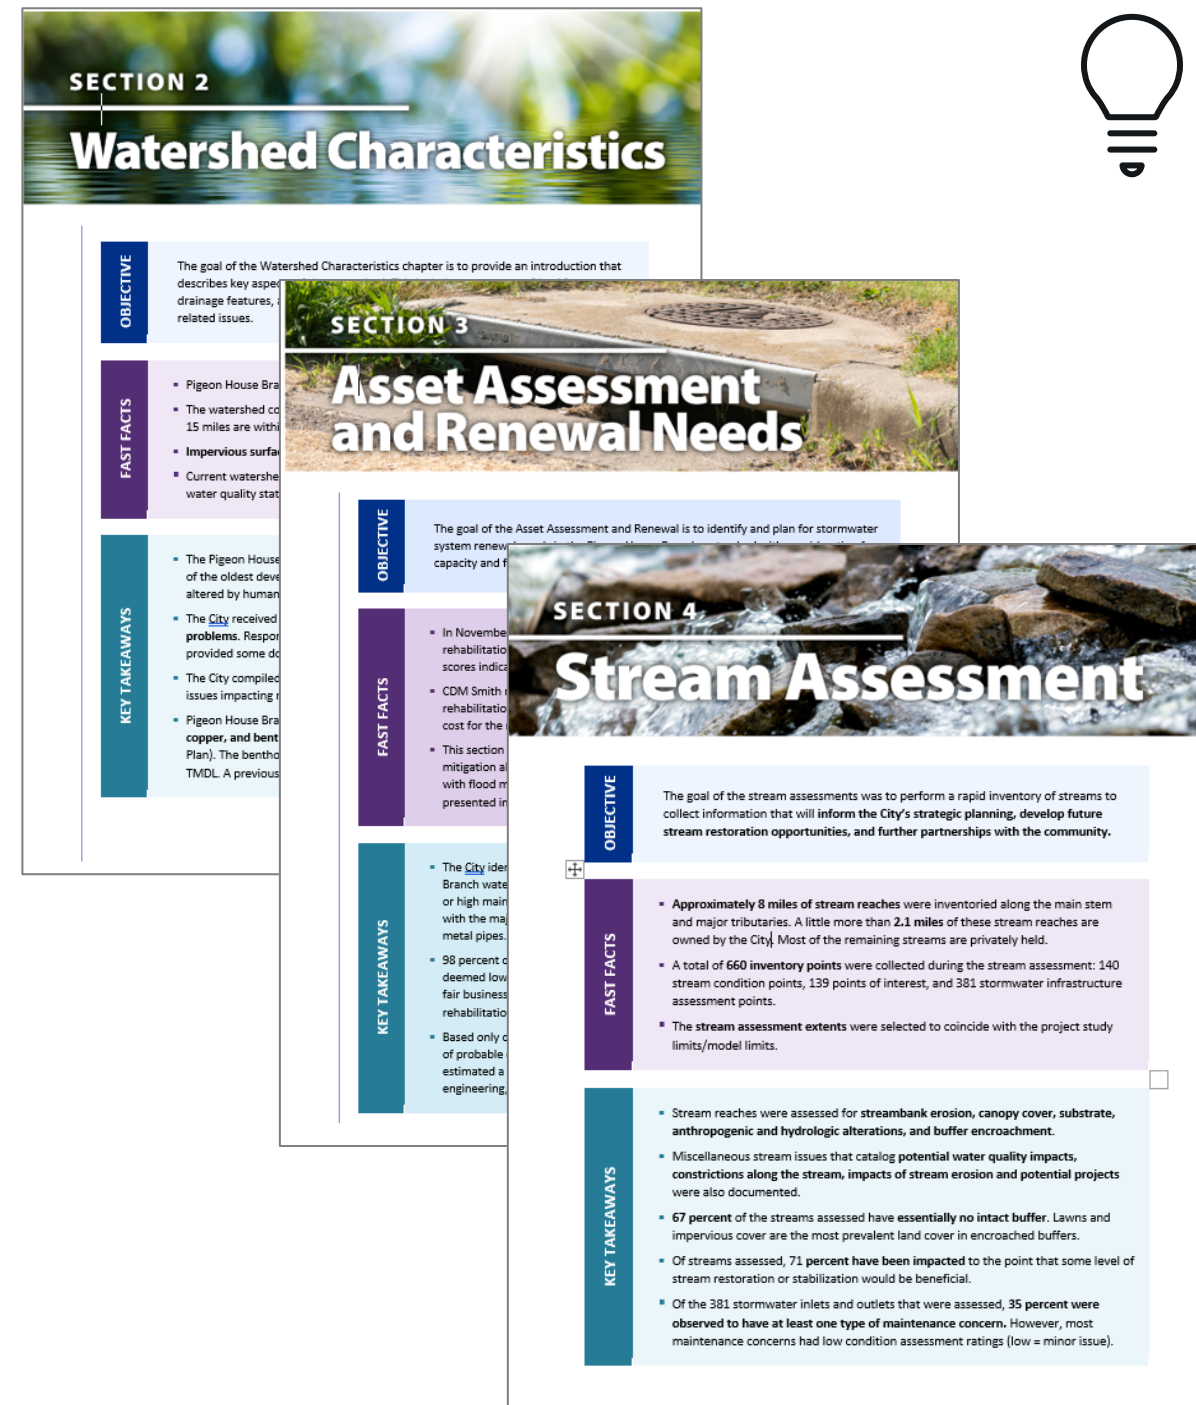 SECTION 2
Watershed Characteristics
OBJECTIVE
The goal of the Watershed Characteristics chapter is to provide an introduction that
describes key aspec
drainage features,
related issues.
FAST FACTS
Pigeon House Bra
The watershed co
15 miles are withi
Impervious surfac
Current watershe
water quality stat
KEY TAKEAWAYS
The Pigeon House
of the oldest deve
altered by human
The City received
problems. Respon
provided some do
The City compiled
issues impacting
Pigeon House Bra
copper, and bent
Plan). The bentho
TMDL. A previous
SECTION 3
Asset Assessment
and Renewal Needs
OBJECTIVE
The goal of the Asset Assessment and Renewal is to identify and plan for stormwater
system renew
capacity and f
FAST FACTS
In Novembe
rehabilitatio
scores indica
CDM Smith
rehabilitatio
cost for the
This section
mitigation al
with flood m
presented in
KEY TAKEAWAYS
The City iden
Branch wate
or high main
with the maj
metal pipes.
98 percent o
deemed low
fair business
rehabilitatio
Based only o
of probable
estimated a
engineering,
SECTION 4
Stream Assessment
OBJECTIVE
The goal of the stream assessments was to perform a rapid inventory of streams to
collect information that will inform the City's strategic planning, develop future
stream restoration opportunities, and further partnerships with the community.
FAST FACTS
Approximately 8 miles of stream reaches were inventoried along the main stem
and major tributaries. A little more than 2.1 miles of these stream reaches are
owned by the City. Most of the remaining streams are privately held.
A total of 660 inventory points were collected during the stream assessment: 140
stream condition points, 139 points of interest, and 381 stormwater infrastructure
assessment points.
The stream assessment extents were selected to coincide with the project study
limits/model limits.
KEY TAKEAWAYS
Stream reaches were assessed for streambank erosion, canopy cover, substrate,
anthropogenic and hydrologic alterations, and buffer encroachment.
Miscellaneous stream issues that catalog potential water quality impacts,
constrictions along the stream, impacts of stream erosion and potential projects
were also documented.
67 percent of the streams assessed have essentially no intact buffer. Lawns and
impervious cover are the most prevalent land cover in encroached buffers.
Of streams assessed, 71 percent have been impacted to the point that some level of
stream restoration or stabilization would be beneficial.
Of the 381 stormwater inlets and outlets that were assessed, 35 percent were
observed to have at least one type of maintenance concern. However, most
maintenance concerns had low condition assessment ratings (low = minor issue).